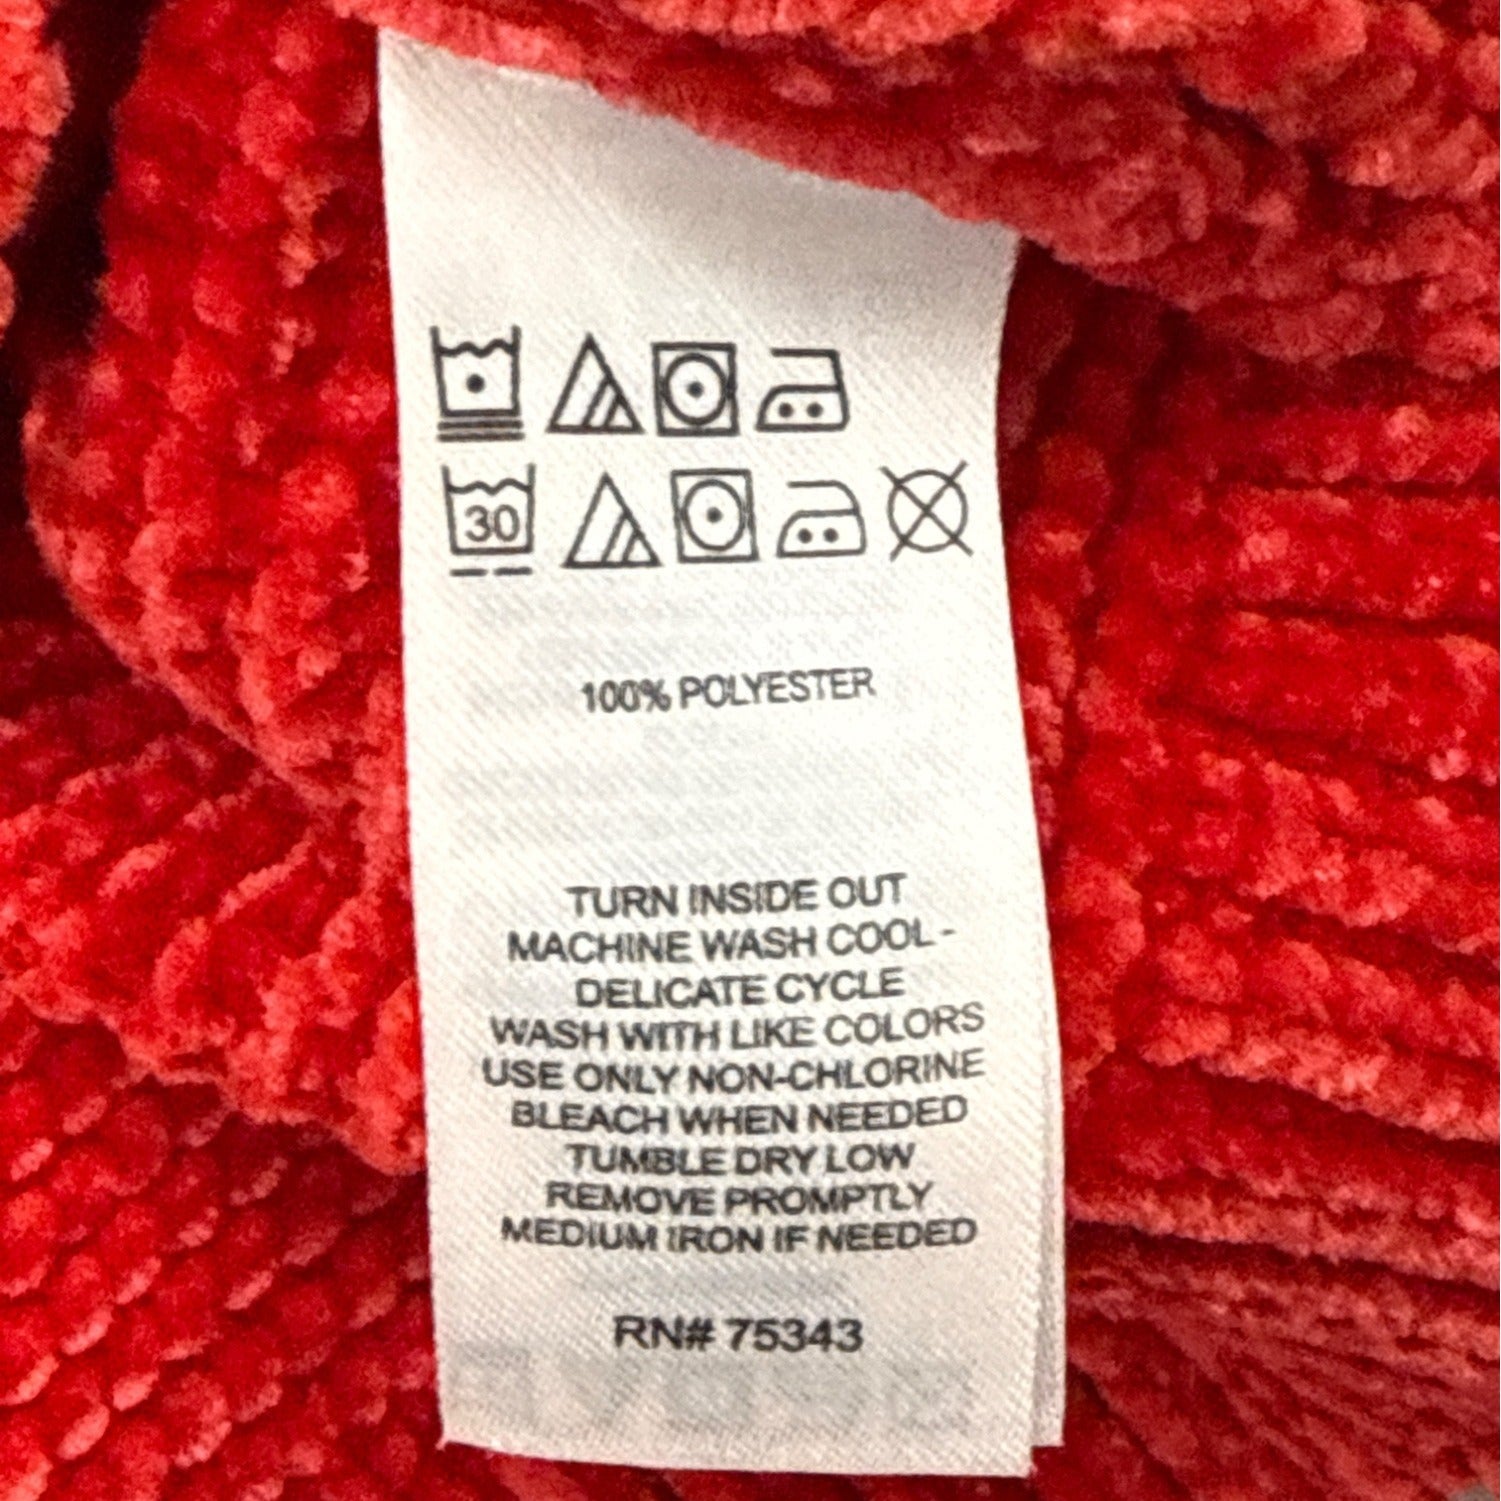 30
100% POLYESTER
TURN INSIDE OUT
MACHINE WASH COOL -
DELICATE CYCLE
WASH WITH LIKE COLORS
USE ONLY NON-CHLORINE
BLEACH WHEN NEEDED
TUMBLE DRY LOW
REMOVE PROMPTLY
MEDIUM IRON IF NEEDED
RN# 75343